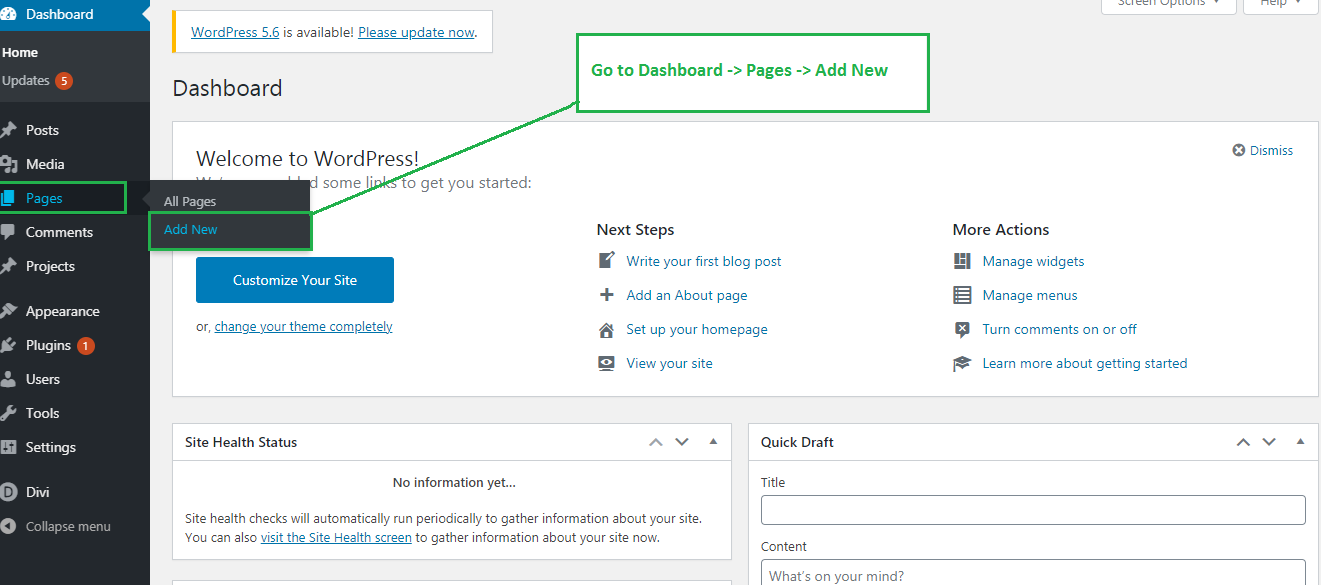 Dashboard
Home
Updates 5
Posts
Media
Pages
Comments
Projects
Appearance
Plugins 1
Users
Tools
Settings
Divi
Collapse menu
All Pages
Add New
Screen Options
Help
WordPress 5.6 is available! Please update now.
Go to Dashboard -> Pages -> Add New
Dashboard
Welcome to WordPress!
Dismiss
some links to get you started:
Customize Your Site
or, change your theme completely
Next Steps
Write your first blog post
Add an About page
Set up your homepage
View your site
More Actions
Manage widgets
Manage menus
Turn comments on or off
Learn more about getting started
Site Health Status
No information yet...
Site health checks will automatically run periodically to gather information about your site.
You can also visit the Site Health screen to gather information about your site now.
Quick Draft
Title
Content
What's on your mind?